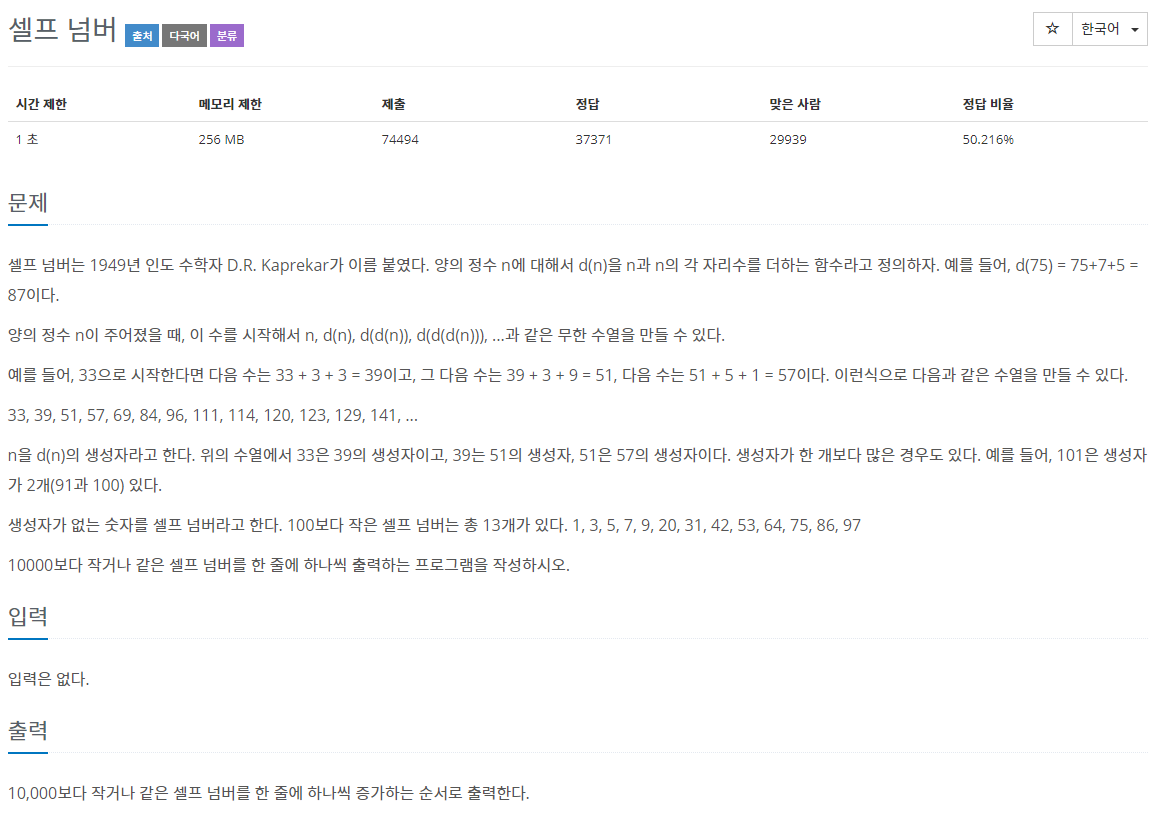 셀프 넘버 출처 다국어 분류 ☆ 한국어
시간 제한 메모리 제한 제출 정답 맞은 사람 정답 비율
1 초 256 MB 74494 37371 29939 50.216%
문제
셀프 넘버는 1949년 인도 수학자 D.R. Kaprekar가 이름 붙였다. 양의 정수 n에 대해서 d(n)을 n과 n의 각 자리수를 더하는 함수라고 정의하자. 예를 들어, d(75) = 75+7+5 =
87이다.
양의 정수 n이 주어졌을 때, 이 수를 시작해서 n, d(n), d(d(n)), d(d(d(n))), ...과 같은 무한 수열을 만들 수 있다.
예를 들어, 33으로 시작한다면 다음 수는 33 + 3 + 3 = 39이고, 그 다음 수는 39 + 3 + 9 = 51, 다음 수는 51 + 5 + 1 = 57이다. 이런식으로 다음과 같은 수열을 만들 수 있다.
33, 39, 51, 57, 69, 84, 96, 111, 114, 120, 123, 129, 141, ...
n을 d(n)의 생성자라고 한다. 위의 수열에서 33은 39의 생성자이고, 39는 51의 생성자, 51은 57의 생성자이다. 생성자가 한 개보다 많은 경우도 있다. 예를 들어, 101은 생성자
가 2개(91과 100) 있다.
생성자가 없는 숫자를 셀프 넘버라고 한다. 100보다 작은 셀프 넘버는 총 13개가 있다. 1, 3, 5, 7, 9, 20, 31, 42, 53, 64, 75, 86, 97
10000보다 작거나 같은 셀프 넘버를 한 줄에 하나씩 출력하는 프로그램을 작성하시오.
입력
입력은 없다.
출력
10,000보다 작거나 같은 셀프 넘버를 한 줄에 하나씩 증가하는 순서로 출력한다.